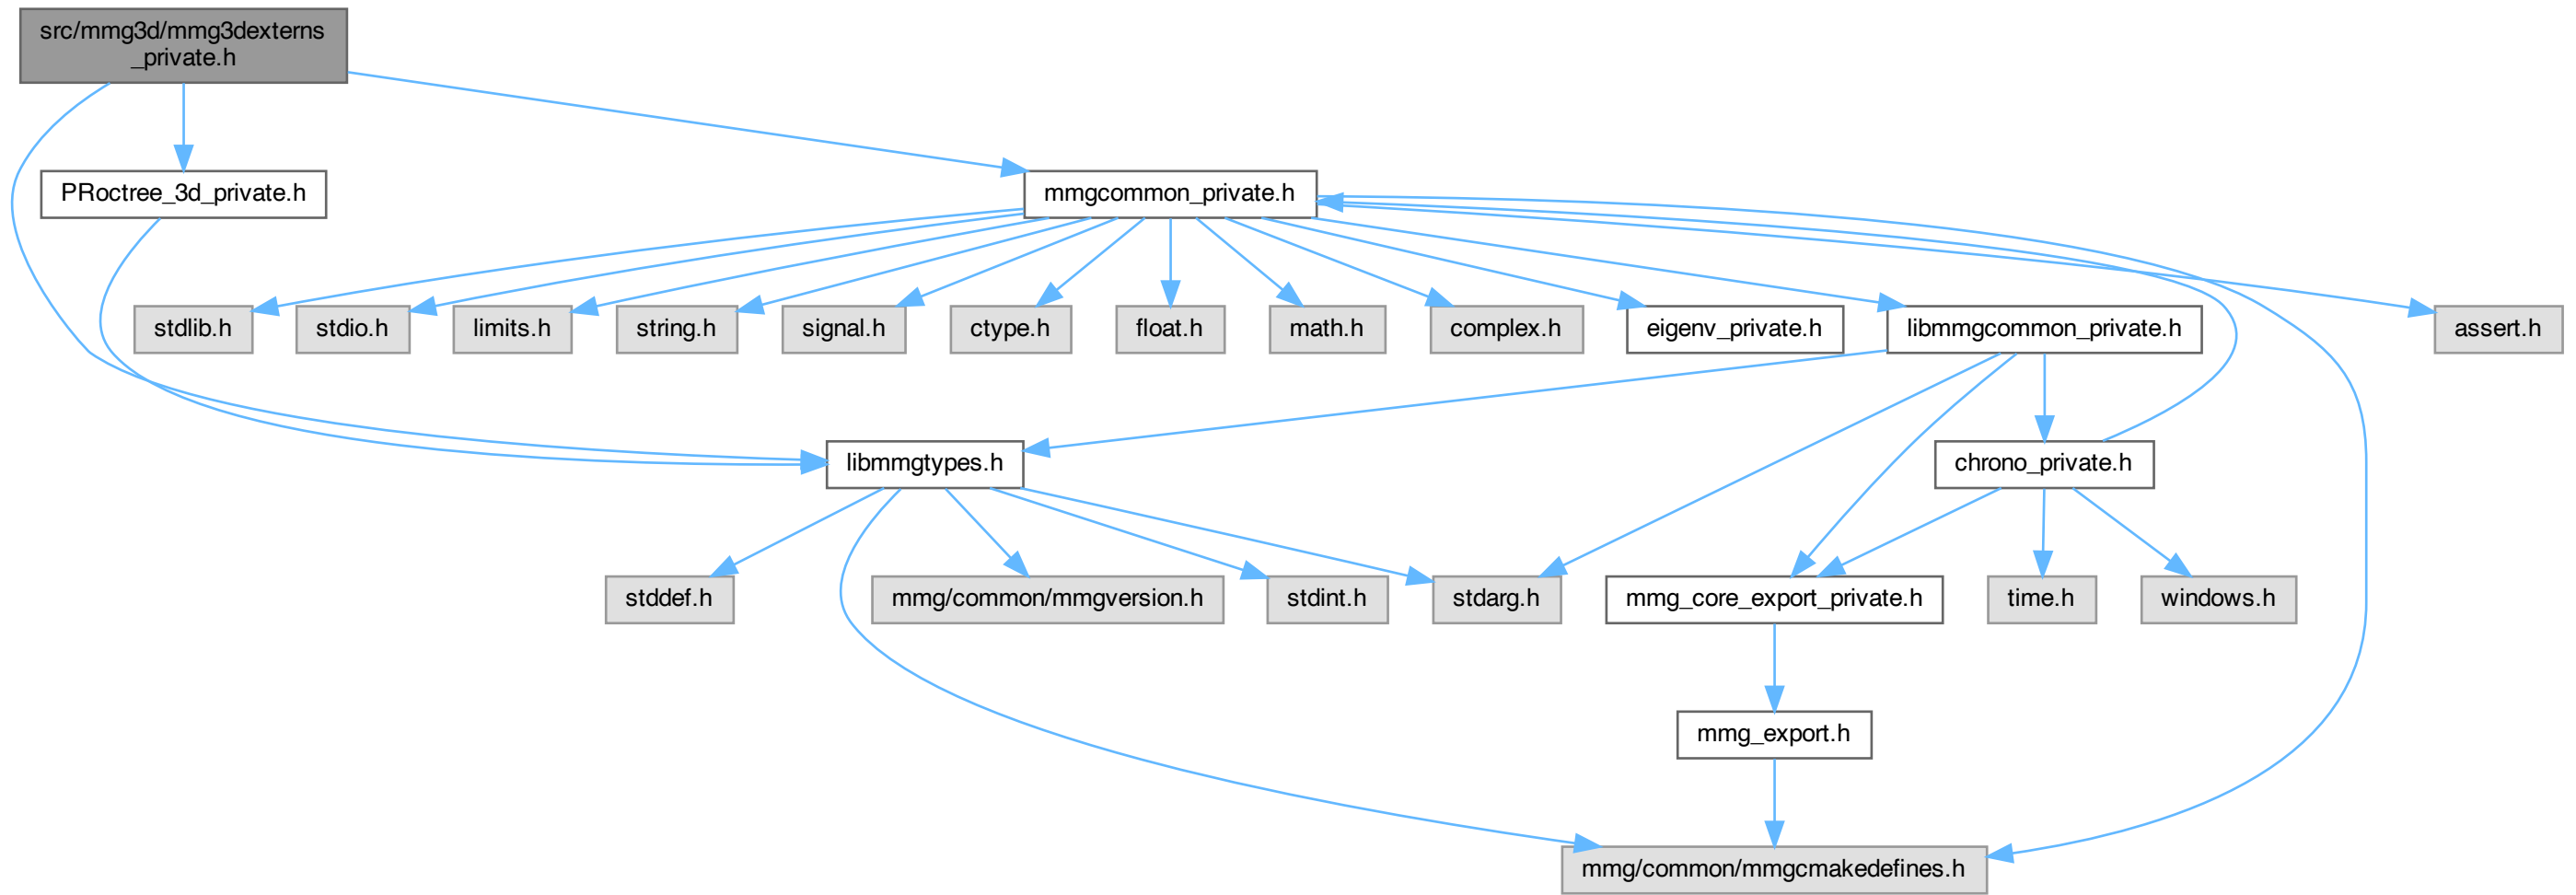 src/mmg3d/mmg3dexterns
_private.h
PRoctree_3d_private.h
mmgcommon_private.h
stdlib.h
stdio.h
limits.h
string.h
signal.h
ctype.h
float.h
math.h
complex.h
eigenv_private.h
libmmgcommon_private.h
assert.h
libmmgtypes.h
chrono_private.h
stddef.h
mmg/common/mmgversion.h
stdint.h
stdarg.h
mmg_core_export_private.h
time.h
windows.h
mmg_export.h
mmg/common/mmgcmakedefines.h